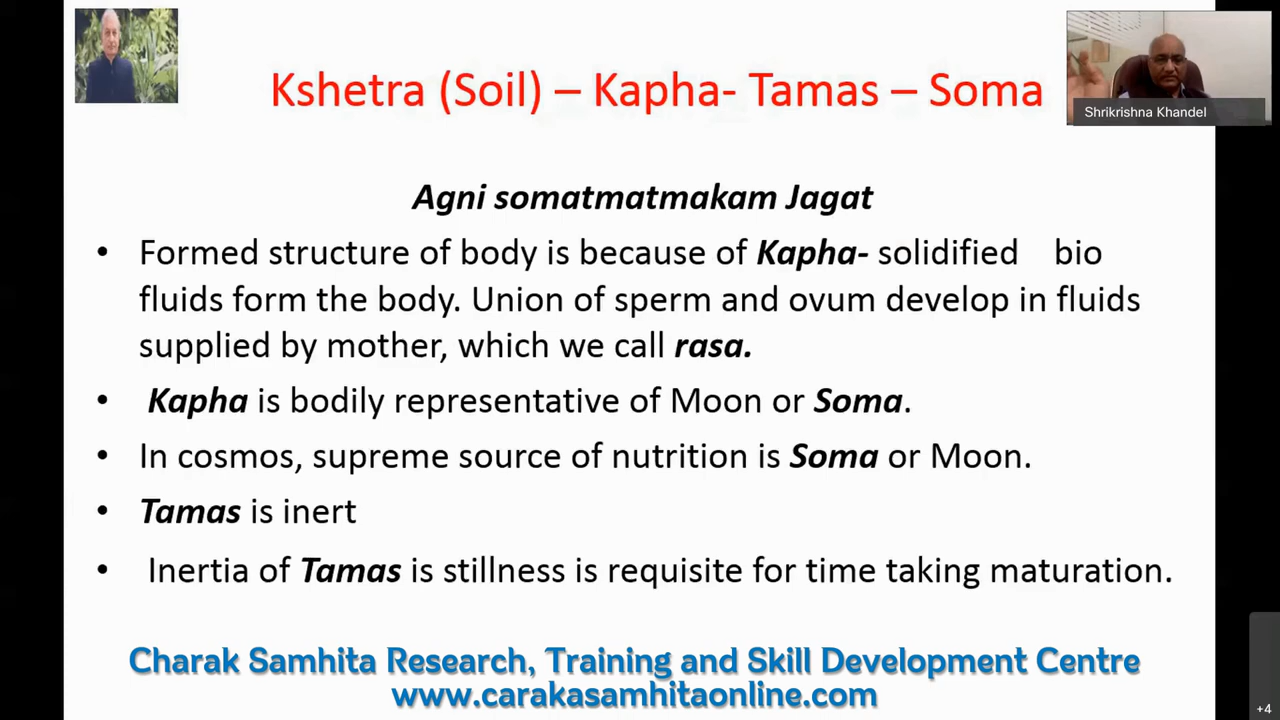 Kshetra (Soil) – Kapha- Tamas – Soma
Shrikrishna Khandel
Agni somatmatmakam Jagat
• Formed structure of body is because of Kapha- solidified bio
fluids form the body. Union of sperm and ovum develop in fluids
supplied by mother, which we call rasa.
• Kapha is bodily representative of Moon or Soma.
• In cosmos, supreme source of nutrition is Soma or Moon.
• Tamas is inert
• Inertia of Tamas is stillness is requisite for time taking maturation.
Charak Samhita Research, Training and Skill Development Centre
www.carakasamhitaonline.com
+4